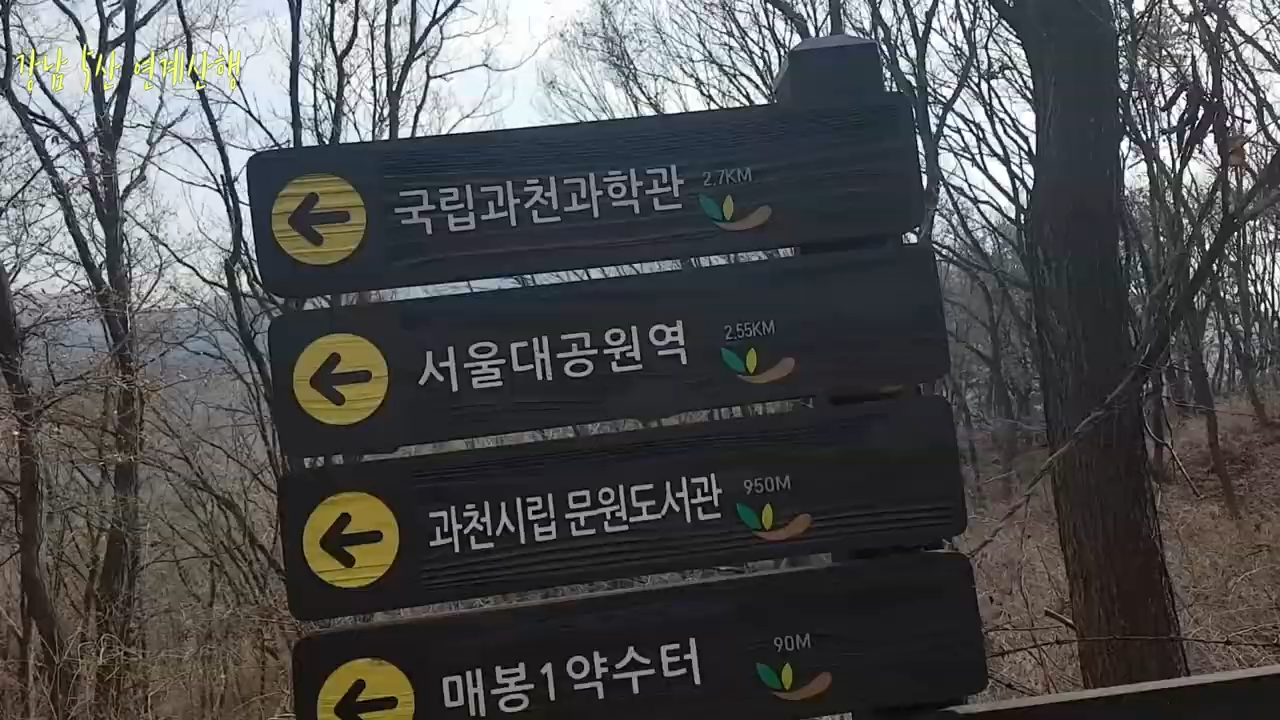 강남 5산 연계산행
국립과천과학관 2.7KM
서울대공원역 2.55KM
과천시립 문원도서관 950M
매봉1약수터 90M